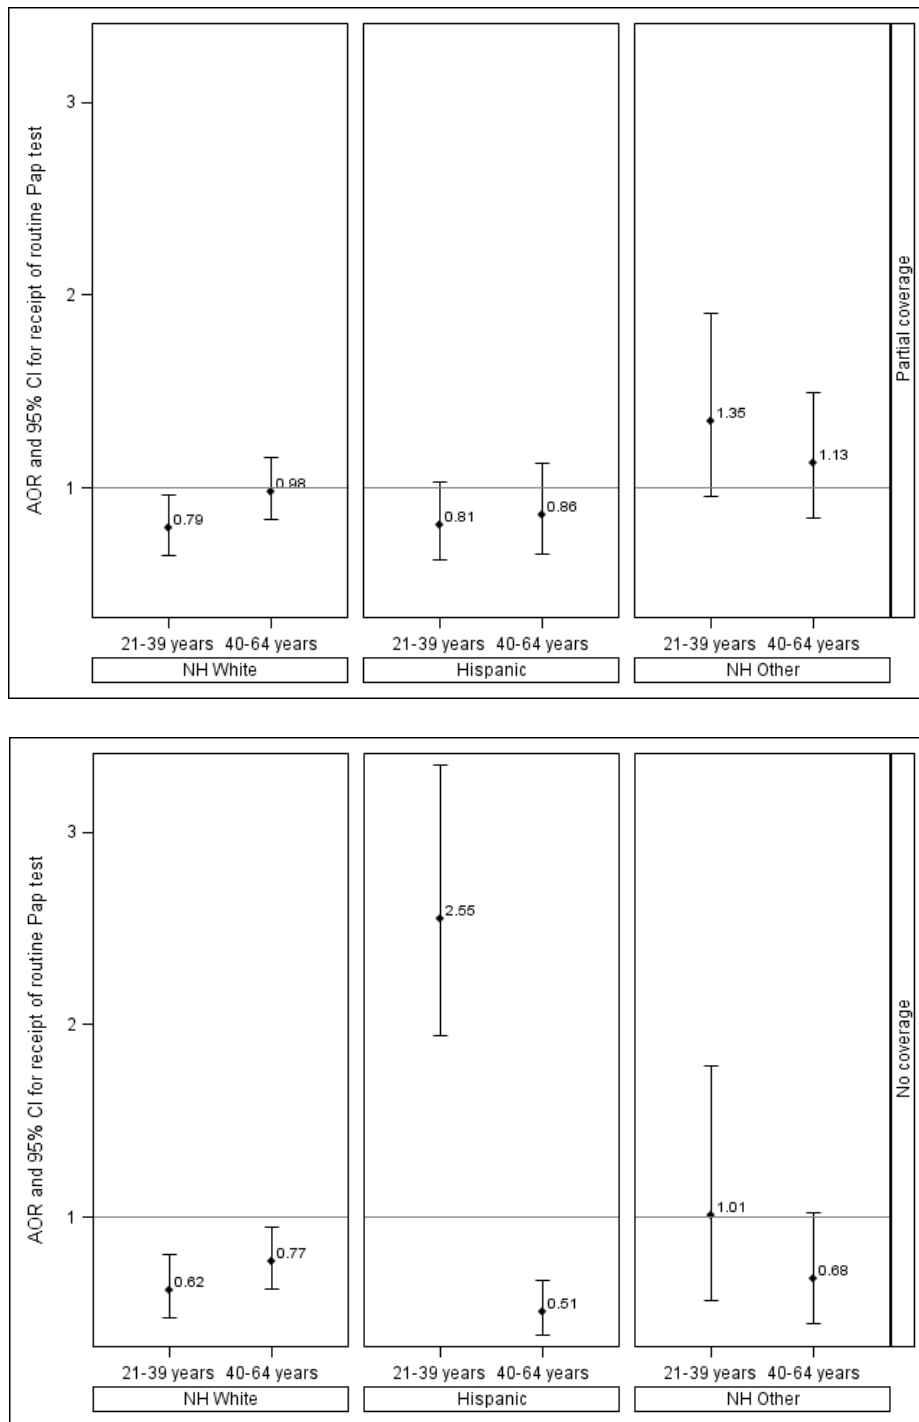 AOR and 95% CI for receipt of routine Pap test
3
2
1
0.79
0.98
0.81
0.86
1.35
1.13
Partial coverage
21-39 years 40-64 years
21-39 years 40-64 years
21-39 years 40-64 years
NH White
Hispanic
NH Other
AOR and 95% CI for receipt of routine Pap test
3
2
1
0.62
0.77
2.55
0.51
1.01
0.68
No coverage
21-39 years 40-64 years
21-39 years 40-64 years
21-39 years 40-64 years
NH White
Hispanic
NH Other